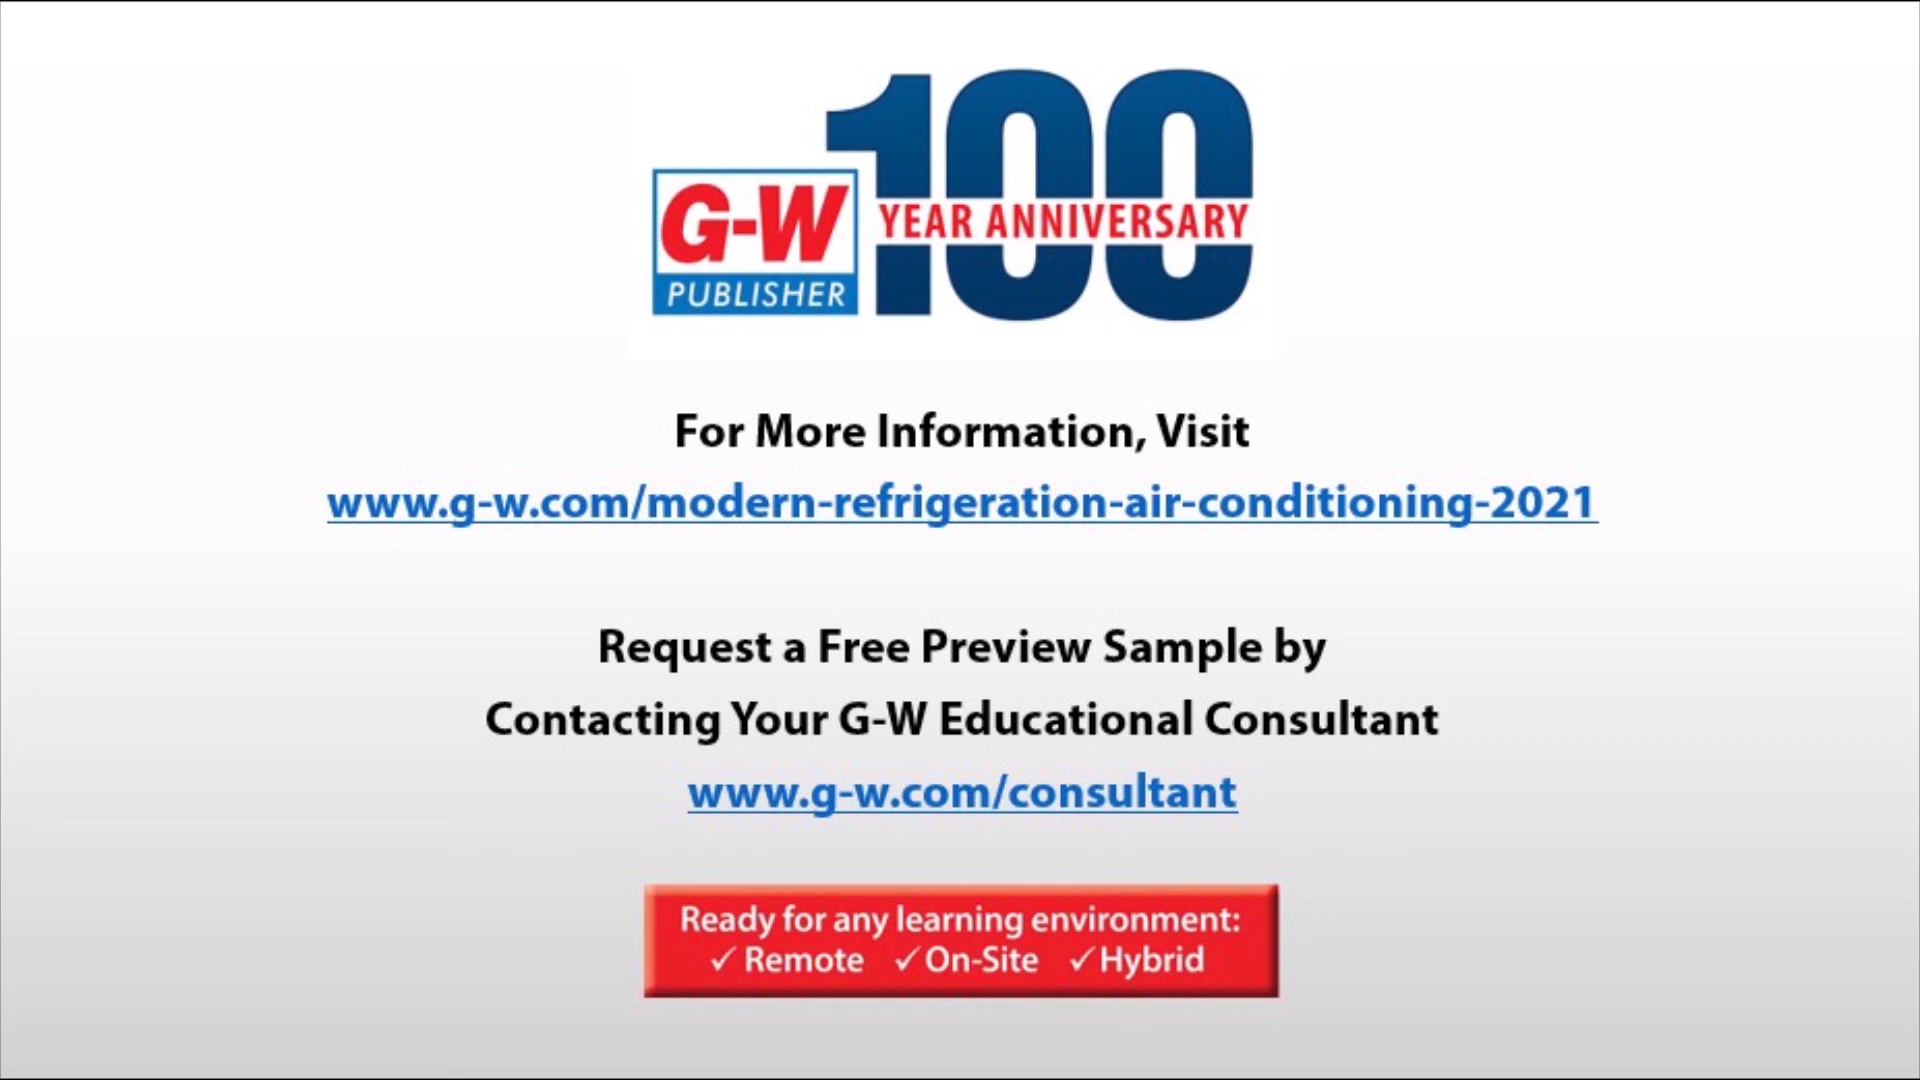 100
G-W
YEAR ANNIVERSARY
PUBLISHER
For More Information, Visit
www.g-w.com/modern-refrigeration-air-conditioning-2021
Request a Free Preview Sample by
Contacting Your G-W Educational Consultant
www.g-w.com/consultant
Ready for any learning environment:
✓ Remote ✓ On-Site ✓ Hybrid